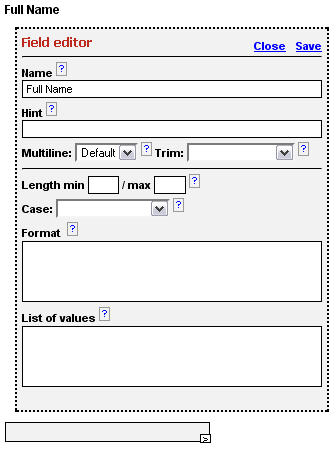 Full Name
Field editor Close Save
Name ?
Full Name
Hint ?
Multiline: Default ? Trim: ?
Length min / max ?
Case: ?
Format ?
List of values ?
>